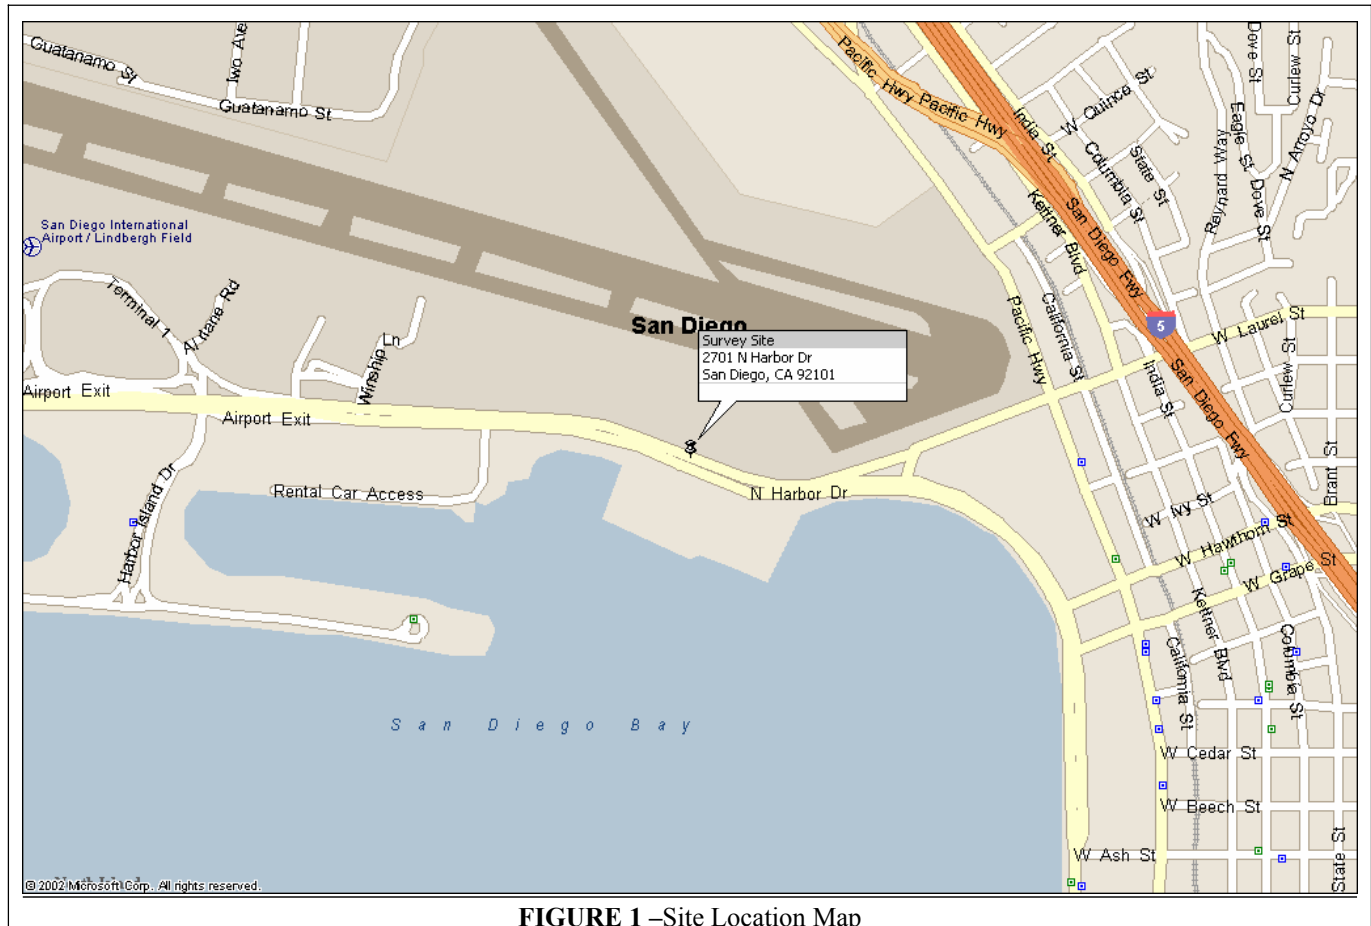 Guatanamo St
Iwo Ave
Guatanamo St
Pacific Hwy
Pacific Hwy
India St
W Quince St
Columbia St
State St
Dove St
Curlew St
Eagle St
Reynard Way
N Arroyo Dr
Dove St
Kettner Blvd
San Diego Fwy
San Diego International
Airport / Lindbergh Field
Terminal 1
Airlane Rd
Winship Ln
San Diego
Survey Site
2701 N Harbor Dr
San Diego, CA 92101
Pacific Hwy
California St
5
W Laurel St
India St
San Diego Fwy
Curlew St
Brant St
Airport Exit
Airport Exit
Harbor Island Dr
Rental Car Access
N Harbor Dr
W Ivy St
W Hawthorn St
W Grape St
Kettner Blvd
California St
Columbia St
San Diego Bay
W Cedar St
W Beech St
W Ash St
State St
© 2002 Microsoft Corp. All rights reserved.
FIGURE 1 –Site Location Map